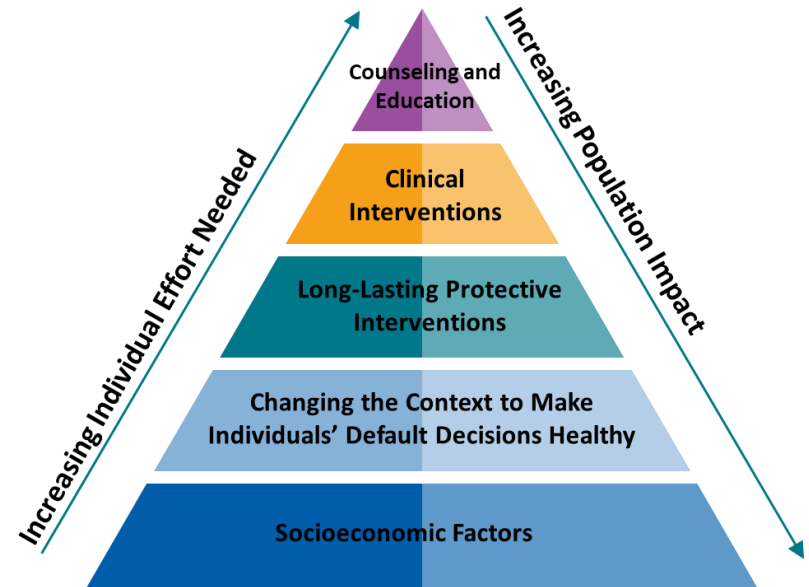 Counseling and
Education
Clinical
Interventions
Long-Lasting Protective
Interventions
Changing the Context to Make
Individuals’ Default Decisions Healthy
Socioeconomic Factors
Increasing Individual Effort Needed
Increasing Population Impact